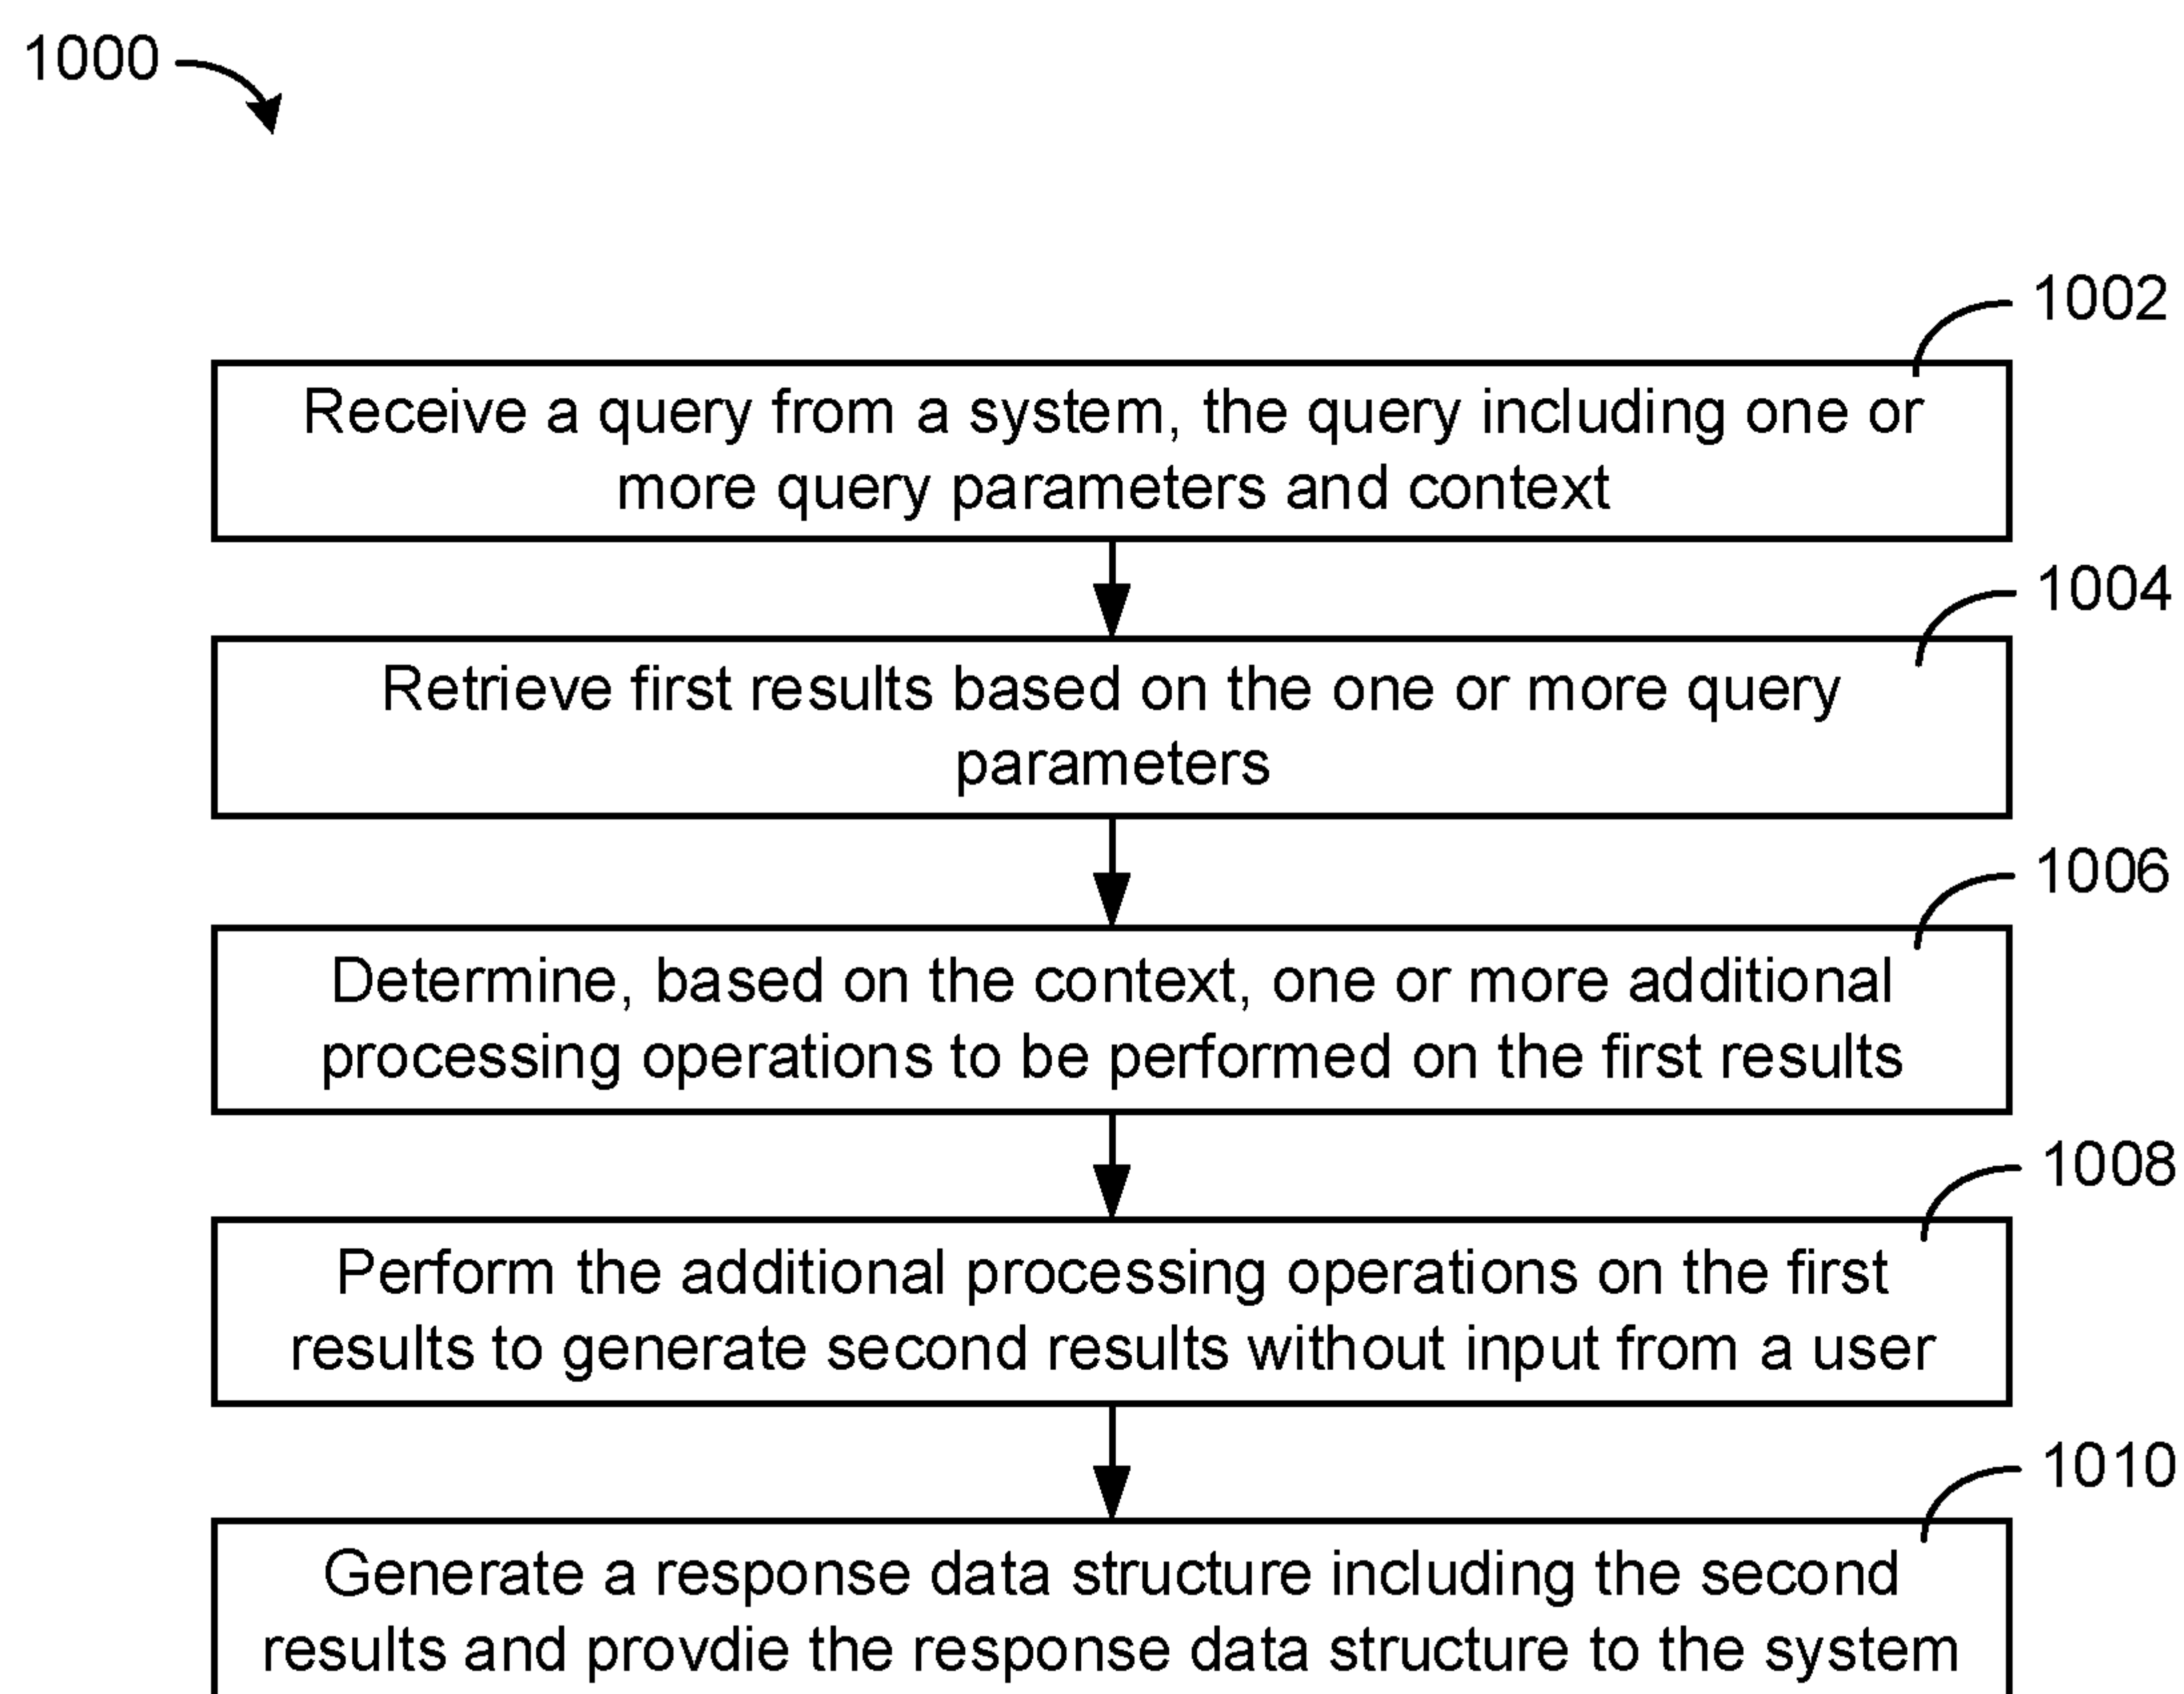 1000
1002
Receive a query from a system, the query including one or
more query parameters and context
1004
Retrieve first results based on the one or more query
parameters
1006
Determine, based on the context, one or more additional
processing operations to be performed on the first results
1008
Perform the additional processing operations on the first
results to generate second results without input from a user
1010
Generate a response data structure including the second
results and provdie the response data structure to the system